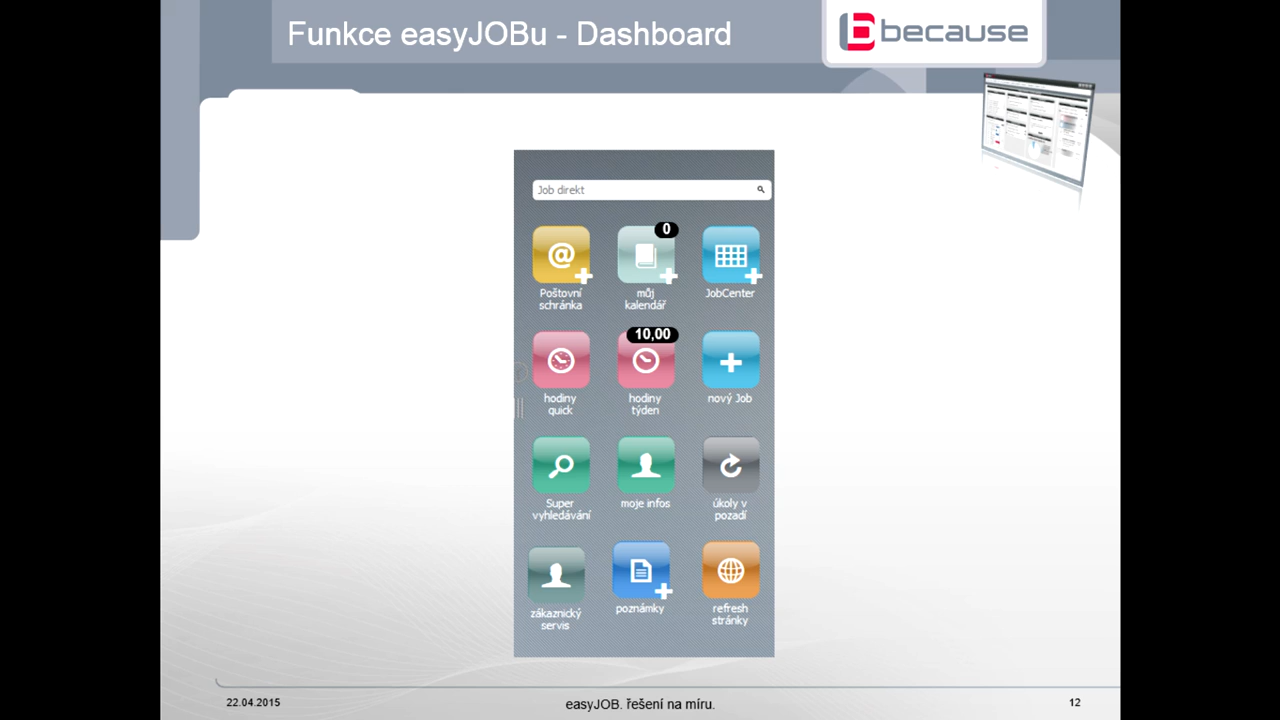 Funkce easyJOBu - Dashboard
because
Job direkt
0
Poštovní
schránka
můj
kalendář
JobCenter
10,00
hodiny
quick
hodiny
týden
nový Job
Super
vyhledávání
moje infos
úkoly v
pozadí
zákaznický
servis
poznámky
refresh
stránky
22.04.2015
easyJOB. řešení na míru.
12